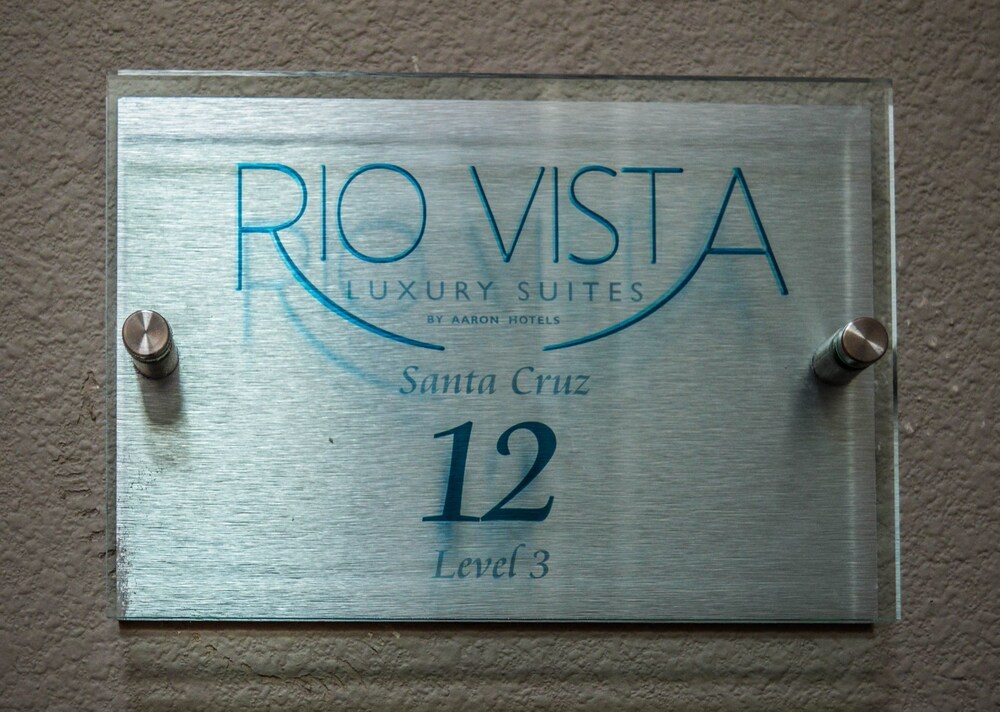 RIO VISTA
LUXURY SUITES
BY AARON HOTELS
Santa Cruz
12
Level 3